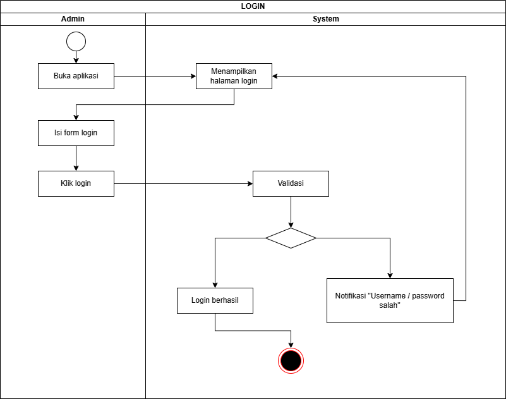 LOGIN
Admin
System
Buka aplikasi
Menampilkan
halaman login
Isi form login
Klik login
Validasi
Login berhasil
Notifikasi "Username / password
salah"